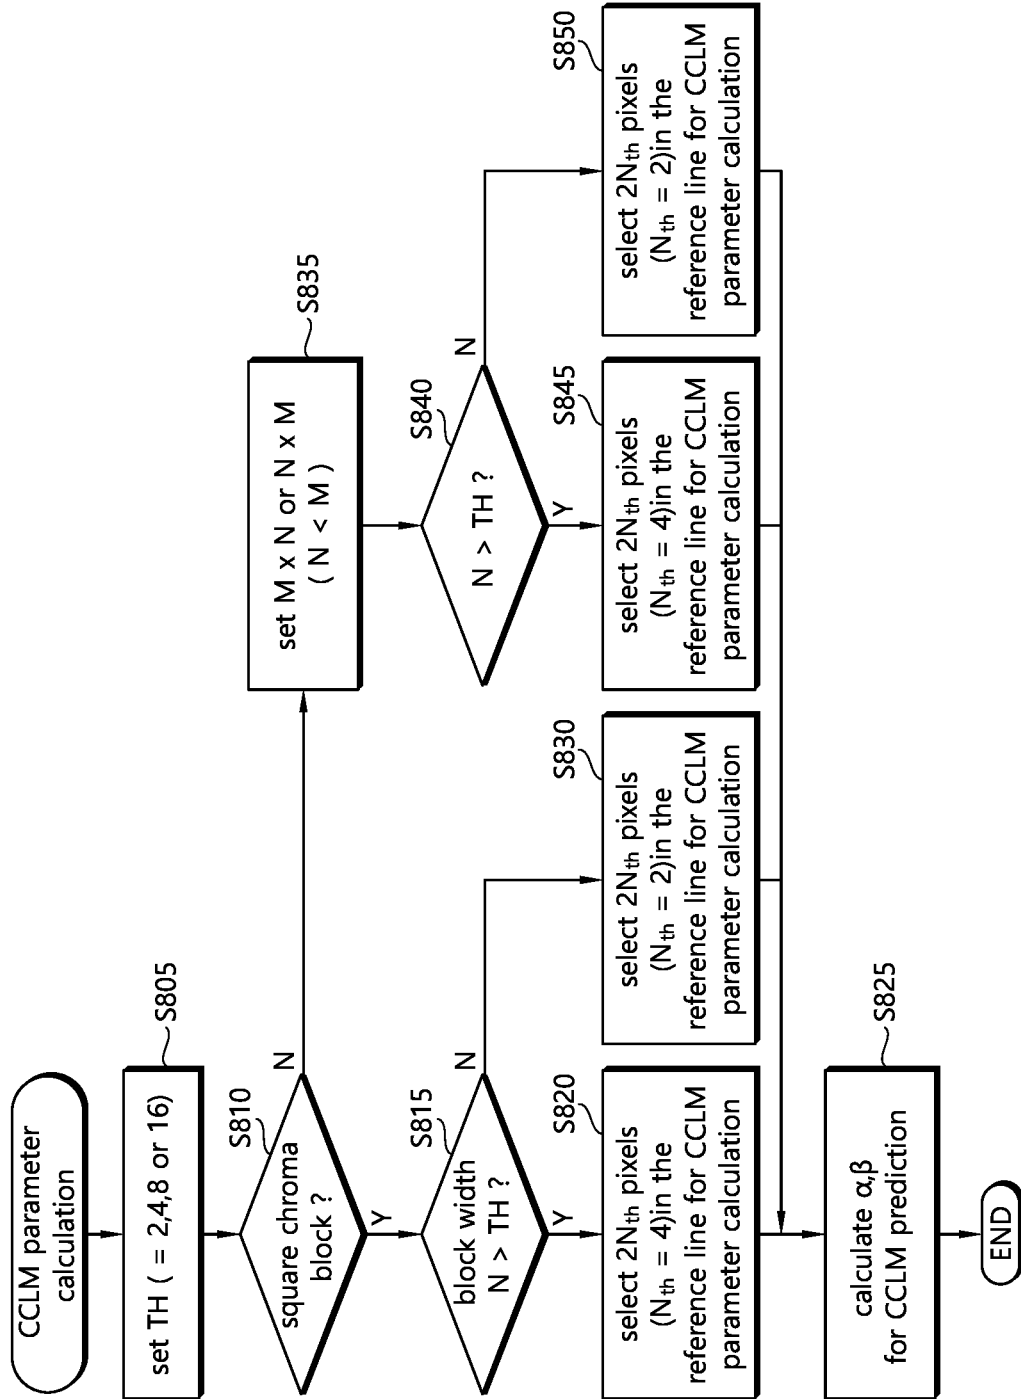 CCLM parameter
calculation
S805
set TH ( = 2,4,8 or 16)
S810
square chroma
block ?
N
Y
S835
set M x N or N x M
( N < M )
S815
block width
N > TH ?
N
Y
S840
N > TH ?
N
Y
S820
select 2Nth pixels
(Nth = 4)in the
reference line for CCLM
parameter calculation
S830
select 2Nth pixels
(Nth = 2)in the
reference line for CCLM
parameter calculation
S845
select 2Nth pixels
(Nth = 4)in the
reference line for CCLM
parameter calculation
S850
select 2Nth pixels
(Nth = 2)in the
reference line for CCLM
parameter calculation
S825
calculate α,β
for CCLM prediction
END